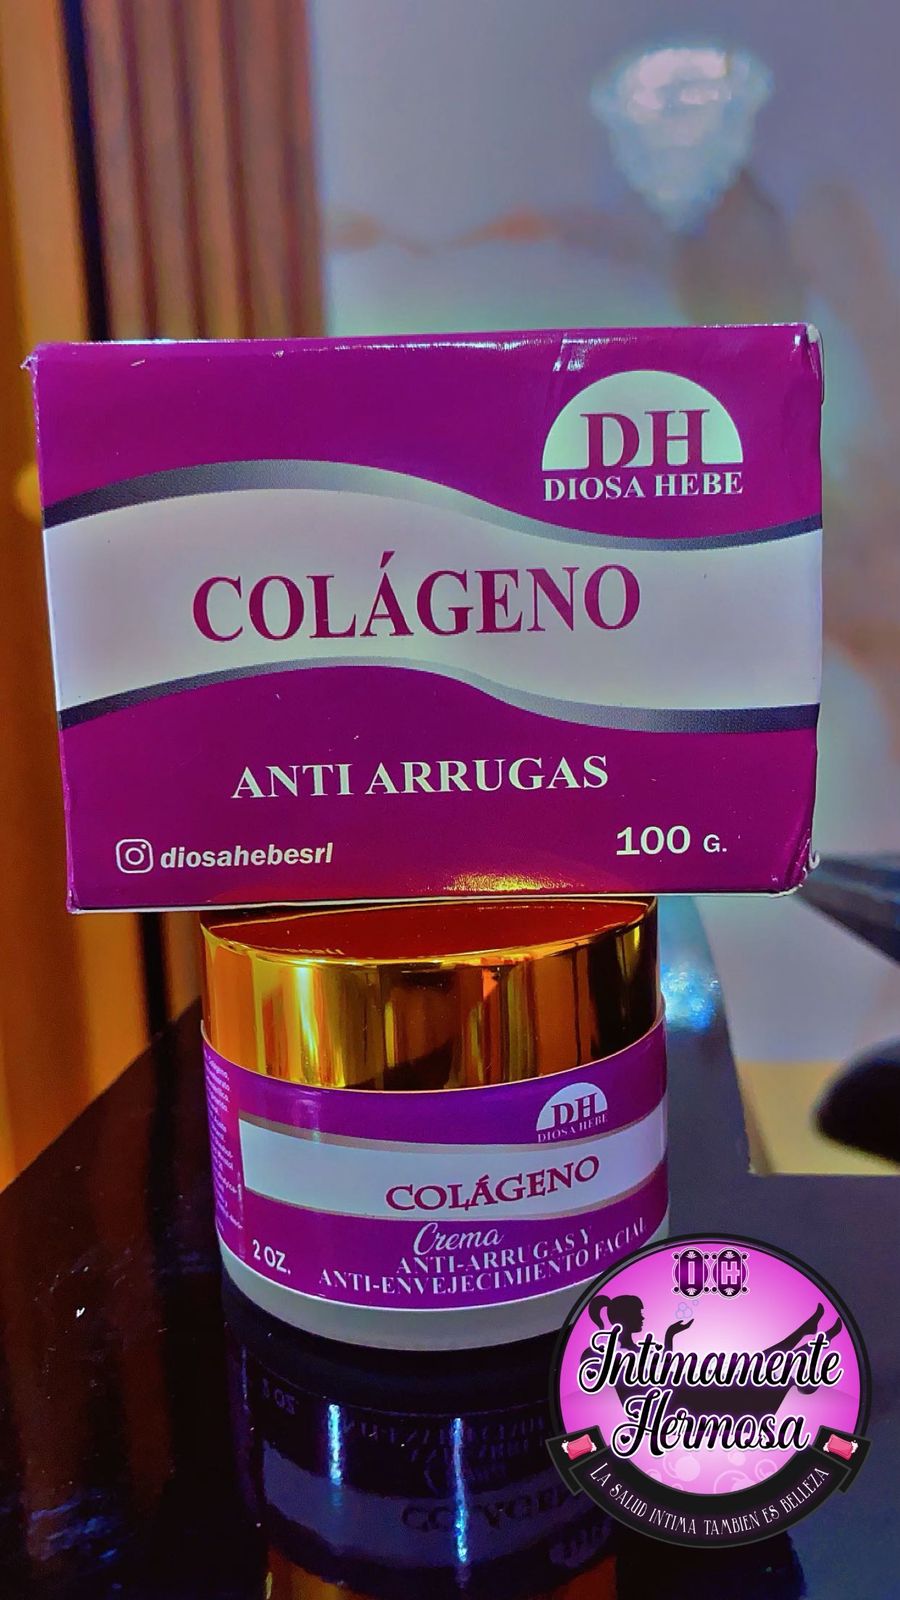 DH
DIOSA HEBE
COLÁGENO
ANTI ARRUGAS
diosahebesrl
100 G.
DH
DIOSA HEBE
COLÁGENO
Crema
ANTI-ARRUGAS Y
ANTI-ENVEJECIMIENTO FACIAL
2 OZ.
Intimamente
Hermosa
LA SALUD INTIMA TAMBIEN ES BELLEZA